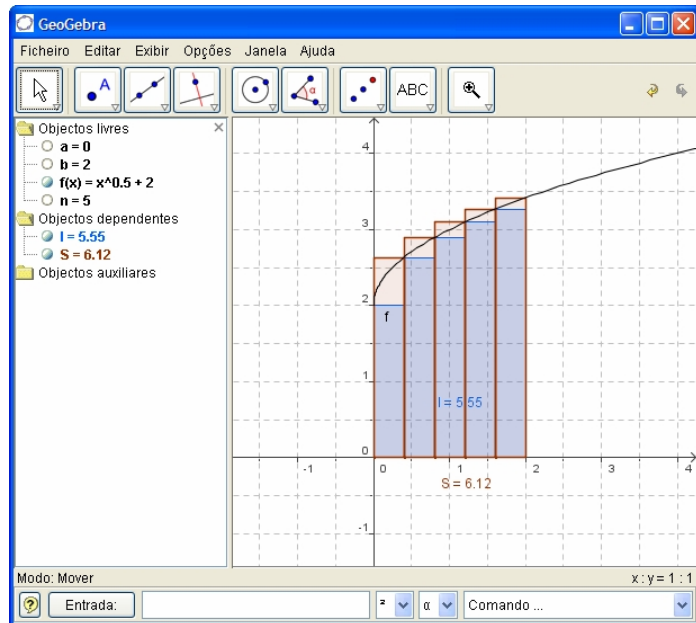 GeoGebra
Ficheiro Editar Exibir Opções Janela Ajuda
A
α
ABC
Objectos livres
a = 0
b = 2
f(x) = x^0.5 + 2
n = 5
Objectos dependentes
I = 5.55
S = 6.12
Objectos auxiliares
4
3
2
f
1
I = 5.55
0
-1 0 1 2 3 4
S = 6.12
-1
Modo: Mover
x : y = 1 : 1
Entrada:
²
α
Comando ...